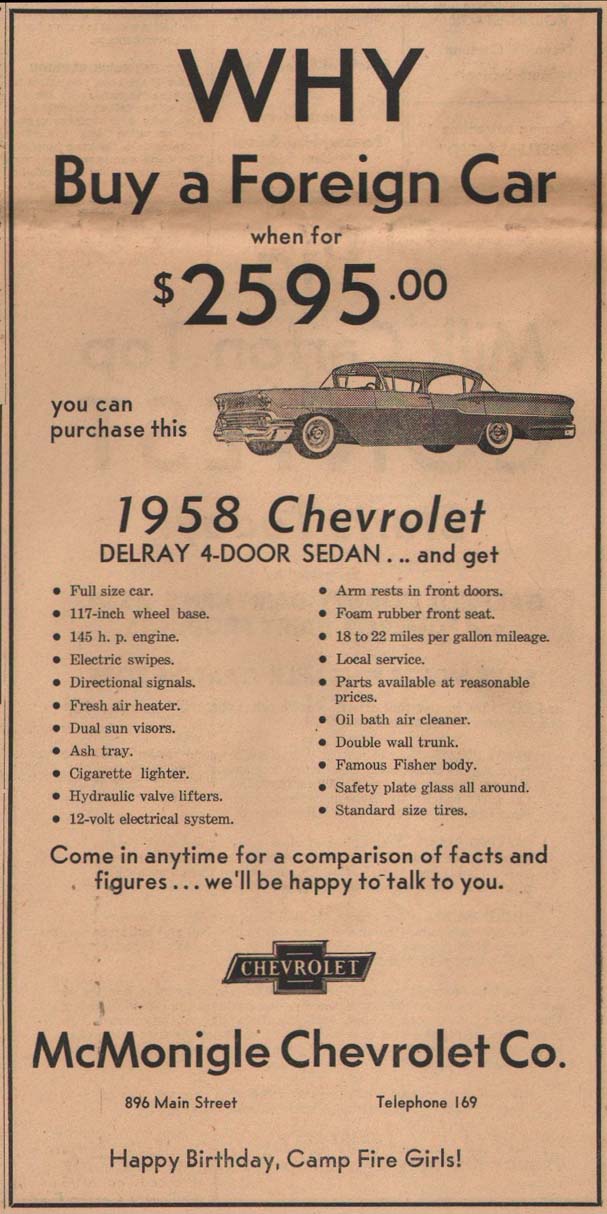 WHY
Buy a Foreign Car
when for
$2595.00
you can
purchase this
1958 Chevrolet
DELRAY 4-DOOR SEDAN . . . and get
• Full size car.
• 117-inch wheel base.
• 145 h. p. engine.
• Electric swipes.
• Directional signals.
• Fresh air heater.
• Dual sun visors.
• Ash tray.
• Cigarette lighter.
• Hydraulic valve lifters.
• 12-volt electrical system.
• Arm rests in front doors.
• Foam rubber front seat.
• 18 to 22 miles per gallon mileage.
• Local service.
• Parts available at reasonable
prices.
• Oil bath air cleaner.
• Double wall trunk.
• Famous Fisher body.
• Safety plate glass all around.
• Standard size tires.
Come in anytime for a comparison of facts and
figures . . . we'll be happy to talk to you.
CHEVROLET
McMonigle Chevrolet Co.
896 Main Street Telephone 169
Happy Birthday, Camp Fire Girls!